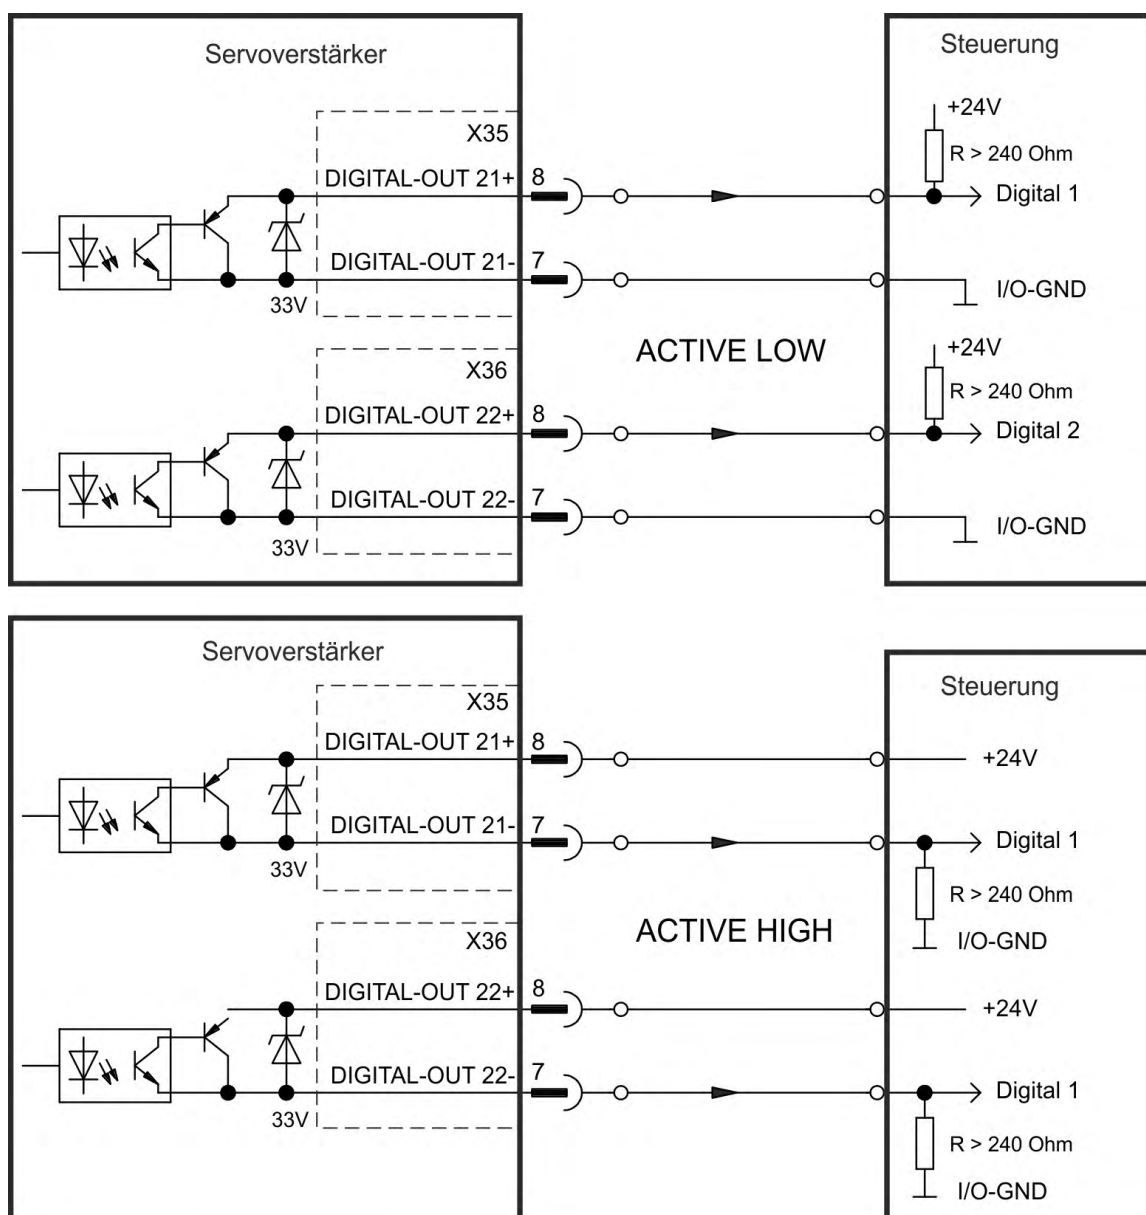 Servoverstärker
Steuerung
+24V
X35
R > 240 Ohm
DIGITAL-OUT 21+
8
Digital 1
DIGITAL-OUT 21-
7
33V
I/O-GND
ACTIVE LOW
+24V
X36
R > 240 Ohm
DIGITAL-OUT 22+
8
Digital 2
DIGITAL-OUT 22-
7
33V
I/O-GND
Servoverstärker
Steuerung
X35
DIGITAL-OUT 21+
8
+24V
DIGITAL-OUT 21-
7
Digital 1
33V
R > 240 Ohm
ACTIVE HIGH
X36
I/O-GND
DIGITAL-OUT 22+
8
+24V
DIGITAL-OUT 22-
7
Digital 1
33V
R > 240 Ohm
I/O-GND